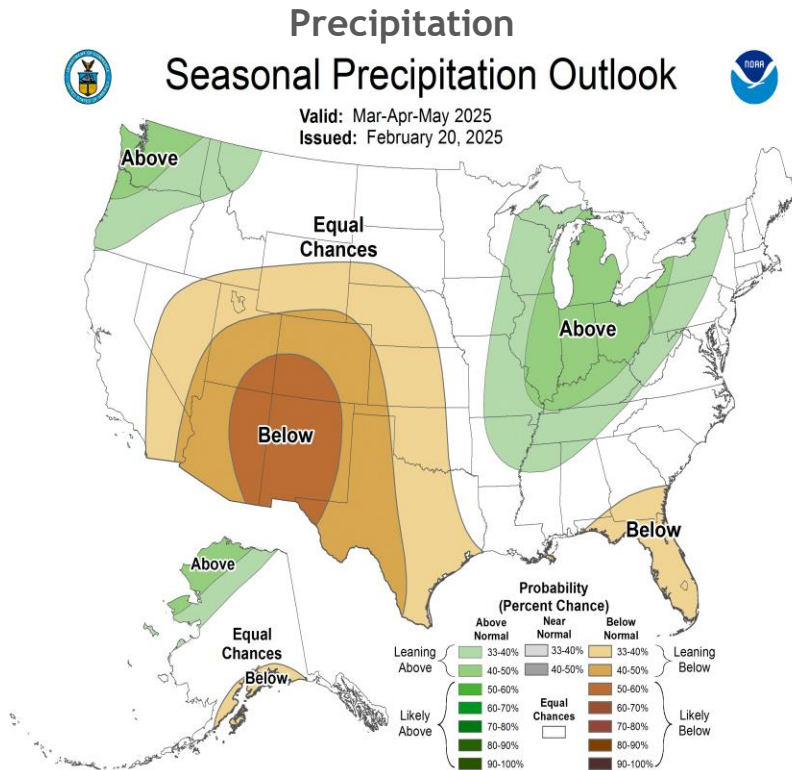 Precipitation
Seasonal Precipitation Outlook
NOAA
Valid: Mar-Apr-May 2025
Issued: February 20, 2025
Above
Equal
Chances
Above
Below
Below
Above
Equal
Chances
Below
Probability
(Percent Chance)
Above
Normal
Near
Normal
Below
Normal
Leaning
Above
33-40%
33-40%
33-40%
Leaning
Below
40-50%
40-50%
40-50%
Likely
Above
50-60%
60-70%
70-80%
80-90%
90-100%
Equal
Chances
50-60%
60-70%
70-80%
80-90%
90-100%
Likely
Below